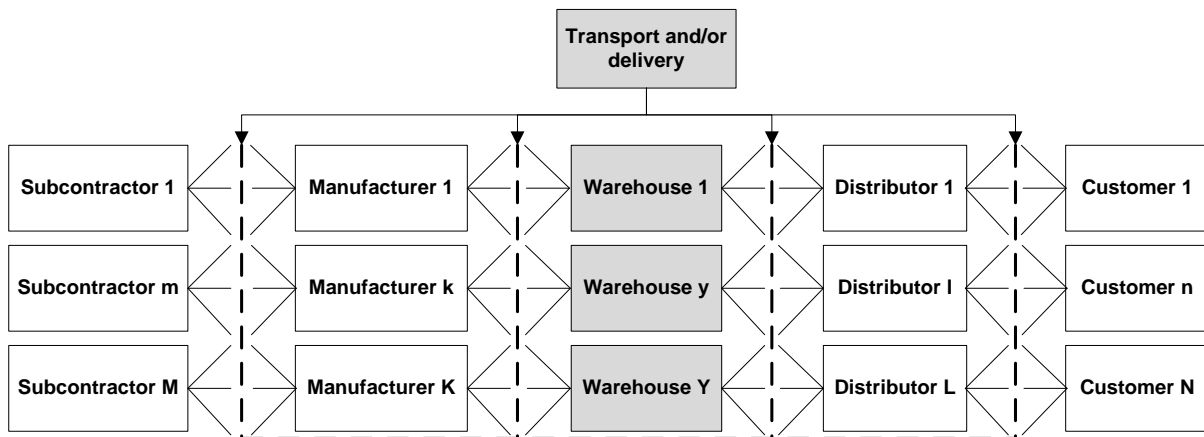 Transport and/or
delivery
Subcontractor 1
Manufacturer 1
Warehouse 1
Distributor 1
Customer 1
Subcontractor m
Manufacturer k
Warehouse y
Distributor l
Customer n
Subcontractor M
Manufacturer K
Warehouse Y
Distributor L
Customer N